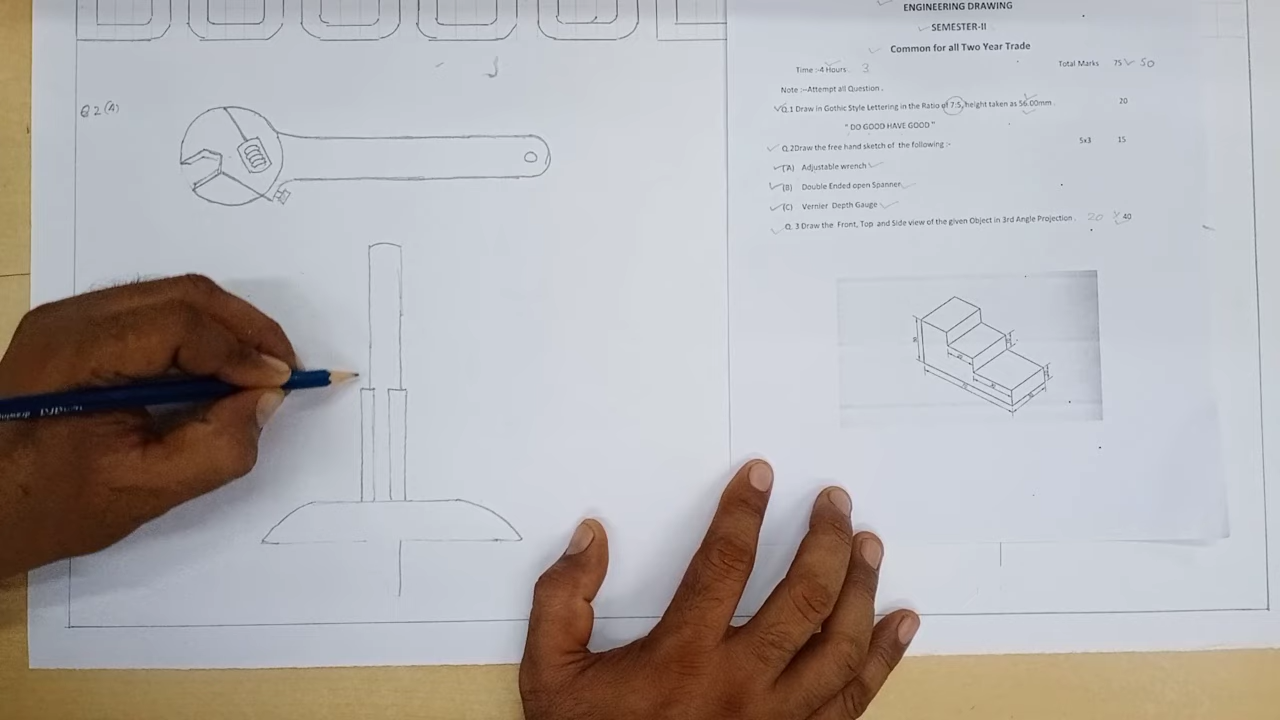 ENGINEERING DRAWING
SEMESTER-II
Common for all Two Year Trade
Time :-4 Hours 3 Total Marks 75 50
Note :-Attempt all Question .
Q.1 Draw in Gothic Style Lettering in the Ratio of 7:5, height taken as 56.00mm . 20
" DO GOOD HAVE GOOD "
Q.2Draw the free hand sketch of the following :- 5x3 15
(A) Adjustable wrench
(B) Double Ended open Spanner
(C) Vernier Depth Gauge
Q. 3 Draw the Front, Top and Side view of the given Object in 3rd Angle Projection . 20 40
Q2(A)